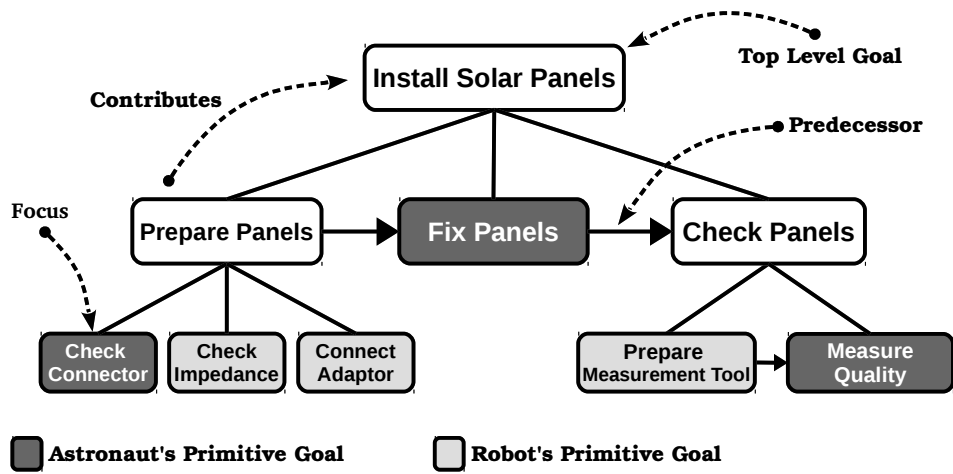 Install Solar Panels
Top Level Goal
Contributes
Predecessor
Focus
Prepare Panels
Fix Panels
Check Panels
Check
Connector
Check
Impedance
Connect
Adaptor
Prepare
Measurement Tool
Measure
Quality
Astronaut's Primitive Goal
Robot's Primitive Goal